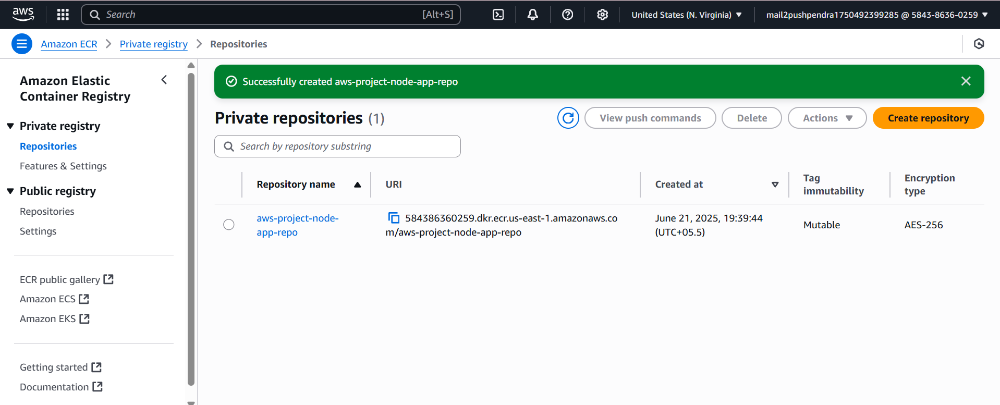 aws
Search
[Alt+S]
United States (N. Virginia)
mail2pushpendra1750492399285 @ 5843-8636-0259
Amazon ECR
Private registry
Repositories
Amazon Elastic
Container Registry
Private registry
Repositories
Features & Settings
Public registry
Repositories
Settings
ECR public gallery
Amazon ECS
Amazon EKS
Getting started
Documentation
Successfully created aws-project-node-app-repo
Private repositories (1)
View push commands
Delete
Actions
Create repository
Search by repository substring
Repository name
URI
Created at
Tag
immutability
Encryption
type
aws-project-node-
app-repo
584386360259.dkr.ecr.us-east-1.amazonaws.co
m/aws-project-node-app-repo
June 21, 2025, 19:39:44
(UTC+05.5)
Mutable
AES-256